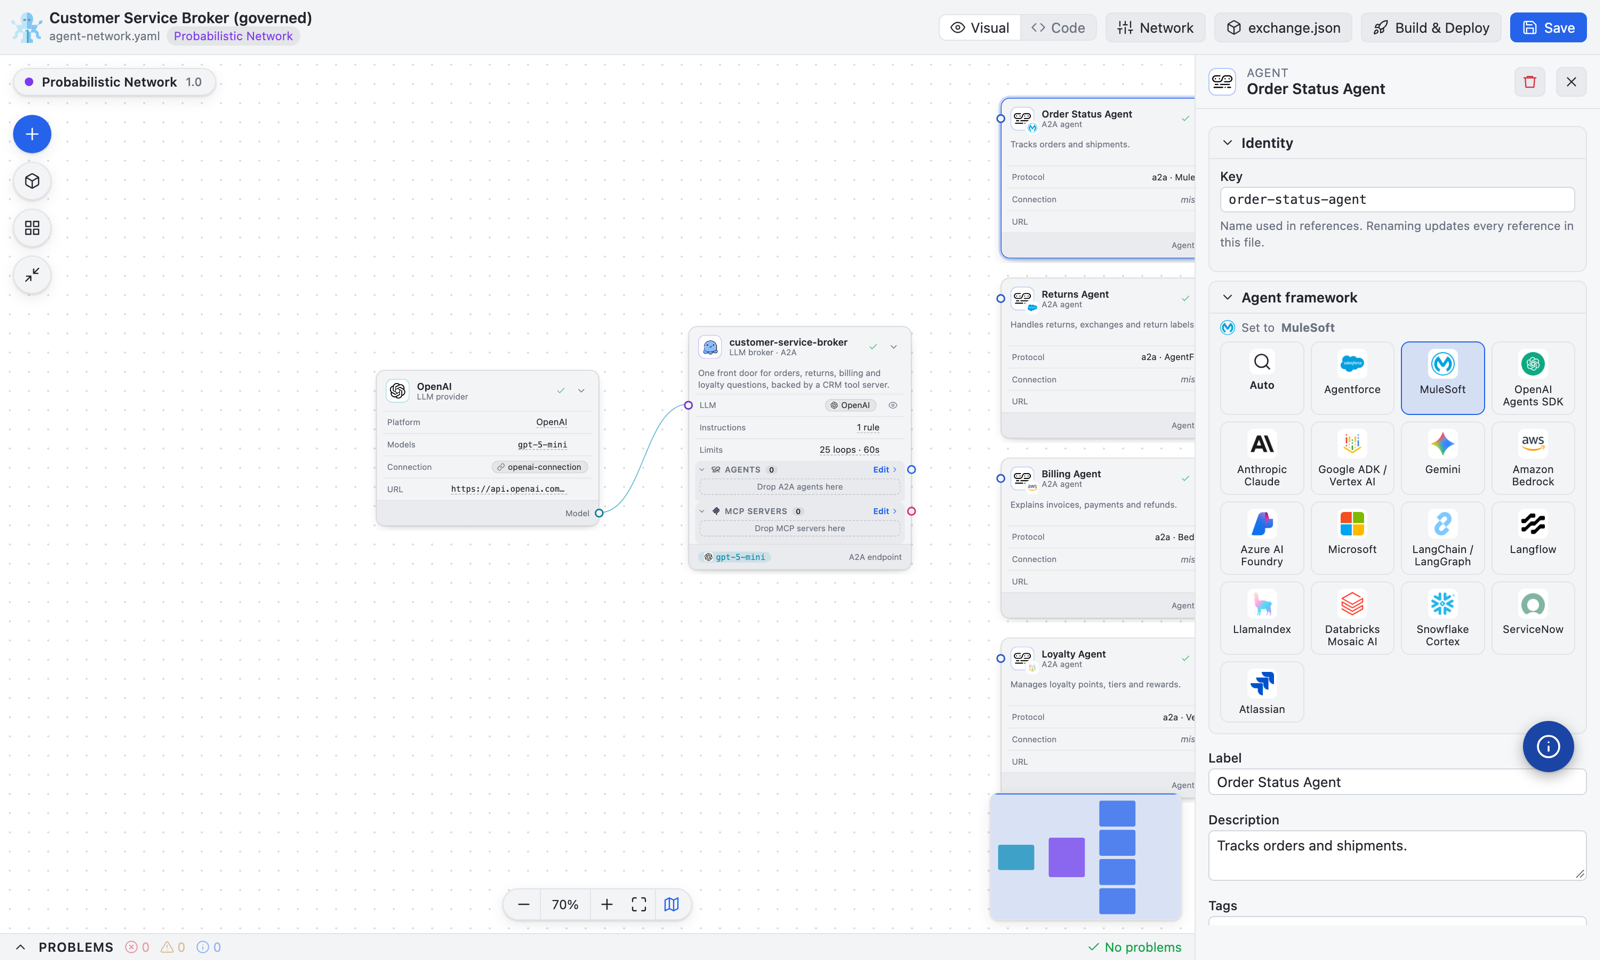 Customer Service Broker (governed)
agent-network.yaml Probabilistic Network
Visual
Code
Network
exchange.json
Build & Deploy
Save
Probabilistic Network 1.0
OpenAI
LLM provider
Platform OpenAI
Models gpt-5-mini
Connection openai-connection
URL https://api.openai.com…
Model
customer-service-broker
LLM broker · A2A
One front door for orders, returns, billing and
loyalty questions, backed by a CRM tool server.
LLM OpenAI
Instructions 1 rule
Limits 25 loops · 60s
AGENTS 0 Edit
Drop A2A agents here
MCP SERVERS 0 Edit
Drop MCP servers here
gpt-5-mini A2A endpoint
Order Status Agent
A2A agent
Tracks orders and shipments.
Protocol a2a · Mule
Connection mis
URL
Agent
Returns Agent
A2A agent
Handles returns, exchanges and return labels
Protocol a2a · AgentF
Connection mis
URL
Agent
Billing Agent
A2A agent
Explains invoices, payments and refunds.
Protocol a2a · Bed
Connection mis
URL
Agent
Loyalty Agent
A2A agent
Manages loyalty points, tiers and rewards.
Protocol a2a · Ve
Connection mis
URL
Agent
70%
PROBLEMS 0 0 0
No problems
AGENT
Order Status Agent
Identity
Key
order-status-agent
Name used in references. Renaming updates every reference in
this file.
Agent framework
Set to MuleSoft
Auto
Agentforce
MuleSoft
OpenAI
Agents SDK
Anthropic
Claude
Google ADK /
Vertex AI
Gemini
aws
Amazon
Bedrock
Azure AI
Foundry
Microsoft
LangChain /
LangGraph
Langflow
LlamaIndex
Databricks
Mosaic AI
Snowflake
Cortex
ServiceNow
Atlassian
Label
Order Status Agent
Description
Tracks orders and shipments.
Tags